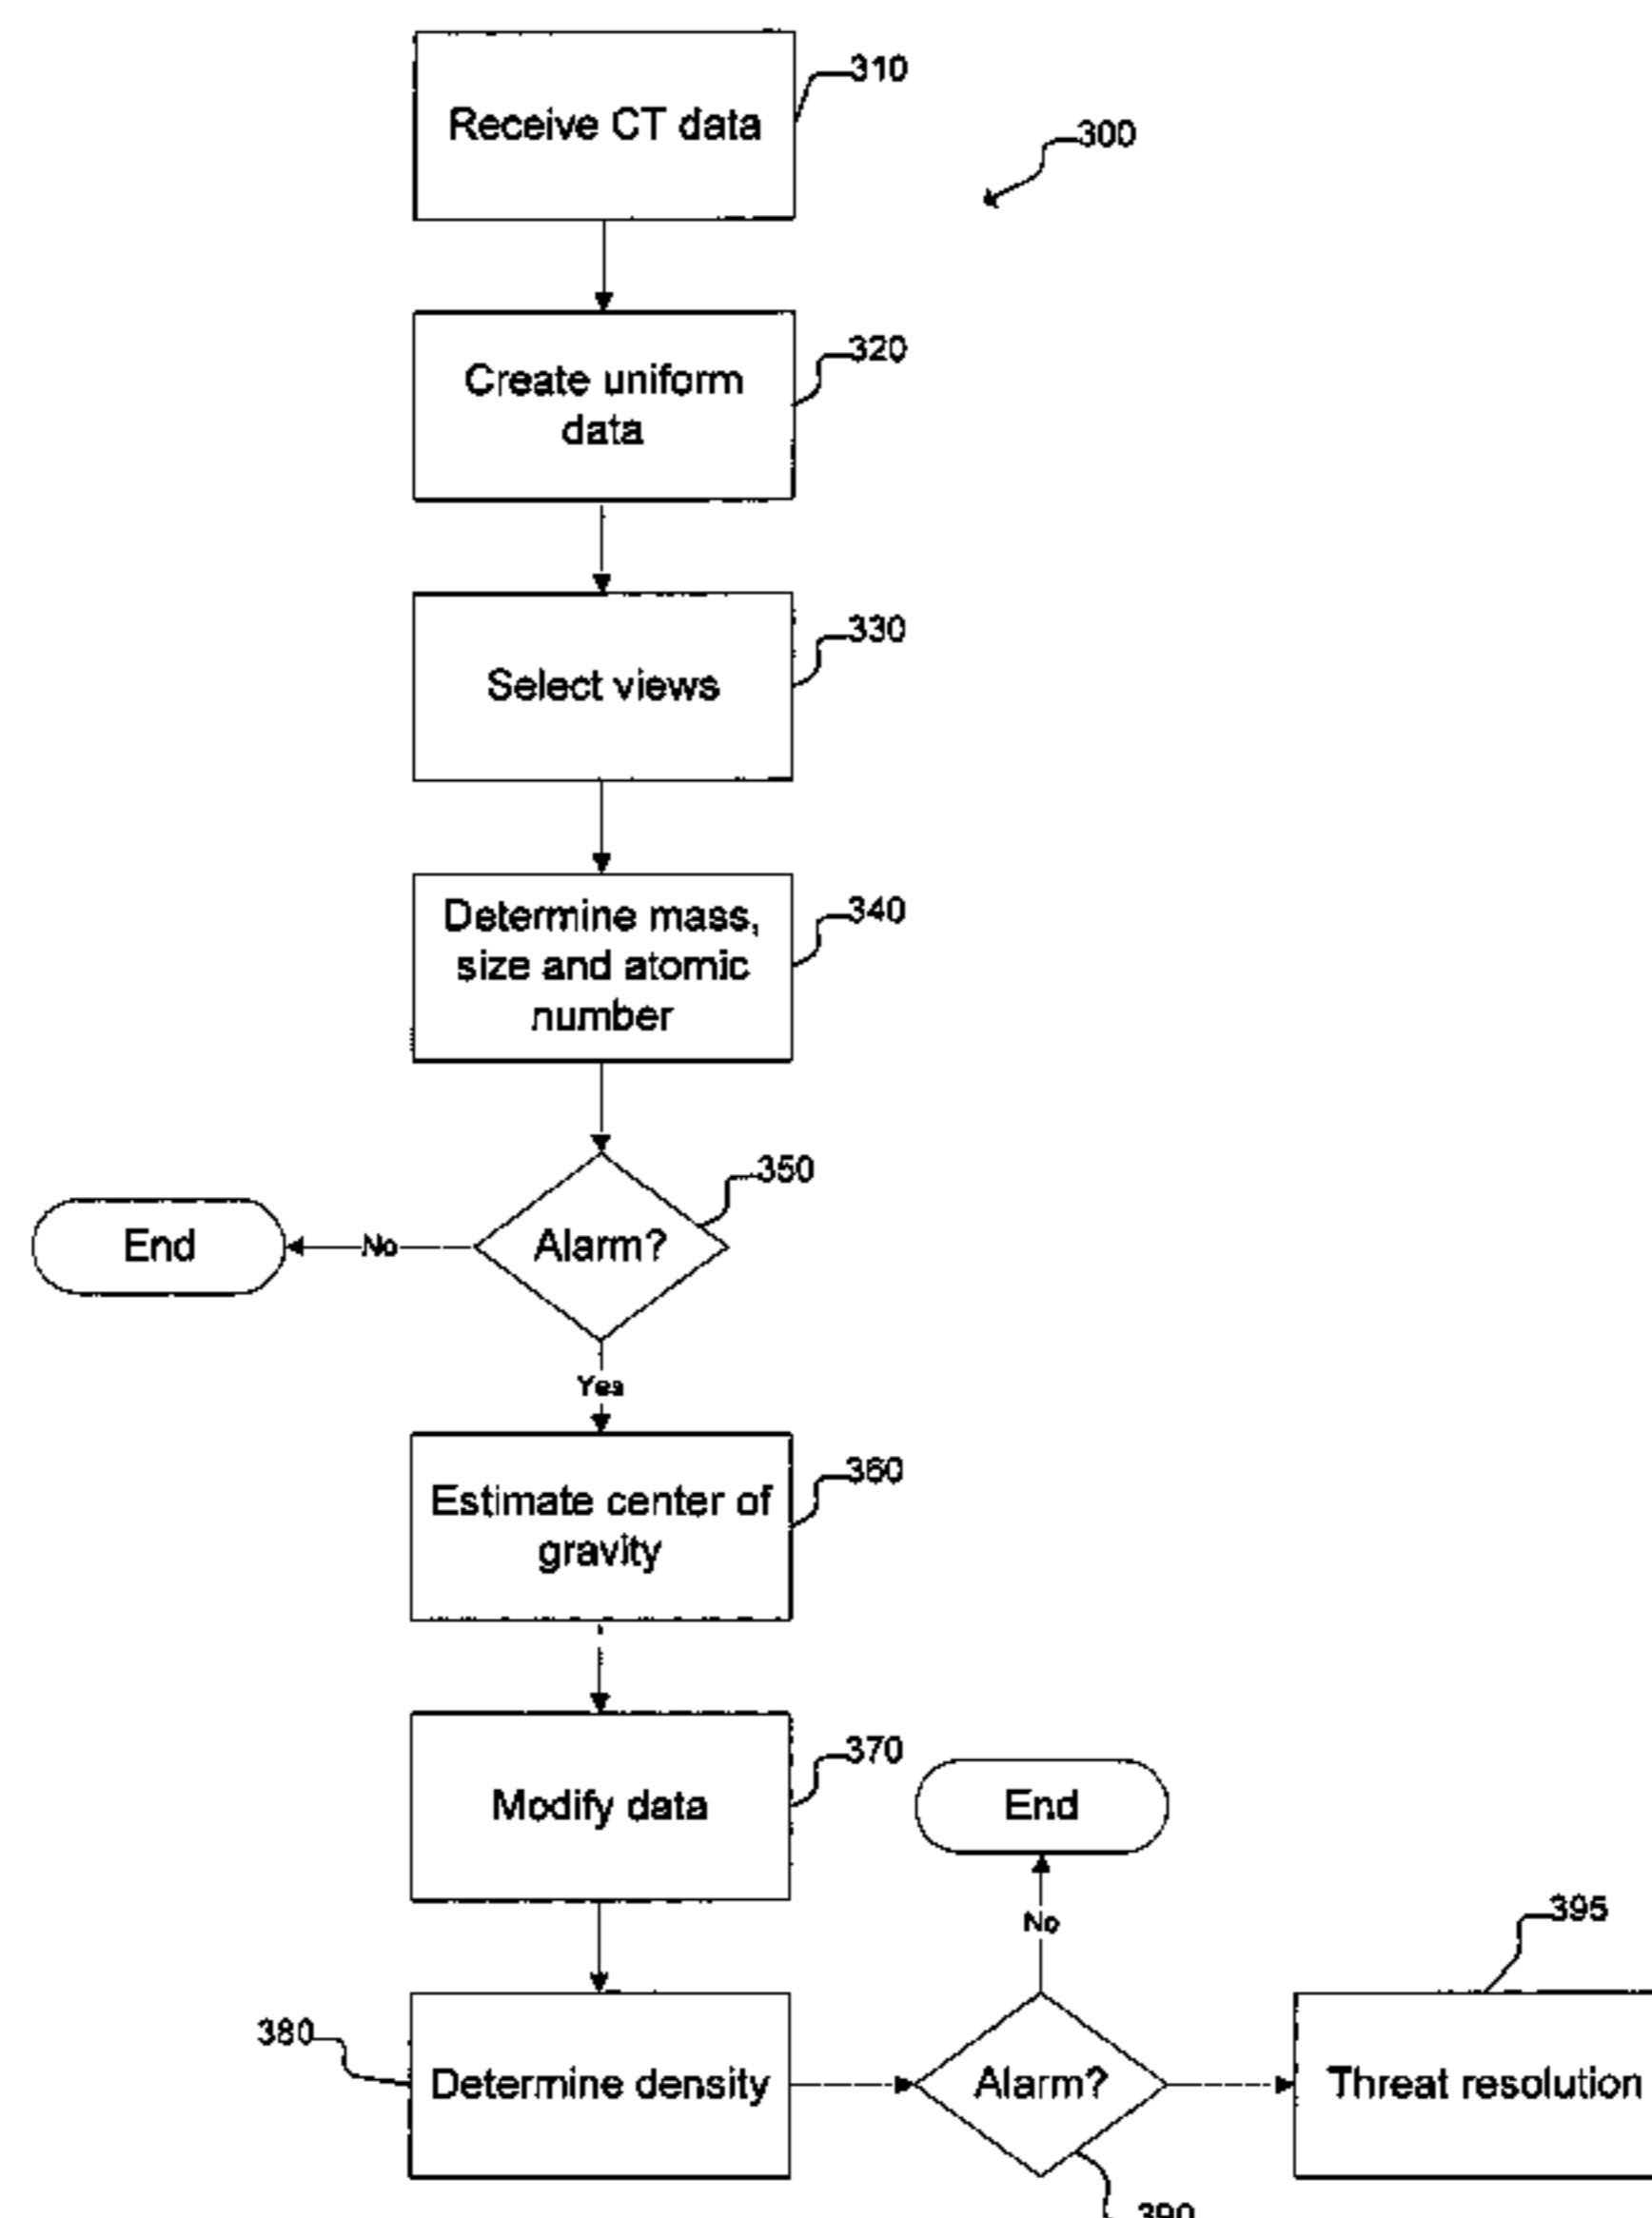 Receive CT data
310
300
Create uniform
data
320
Select views
330
Determine mass,
size and atomic
number
340
350
End
No
Alarm?
Yes
Estimate center of
gravity
360
Modify data
370
End
No
395
380
Determine density
Alarm?
Threat resolution
390